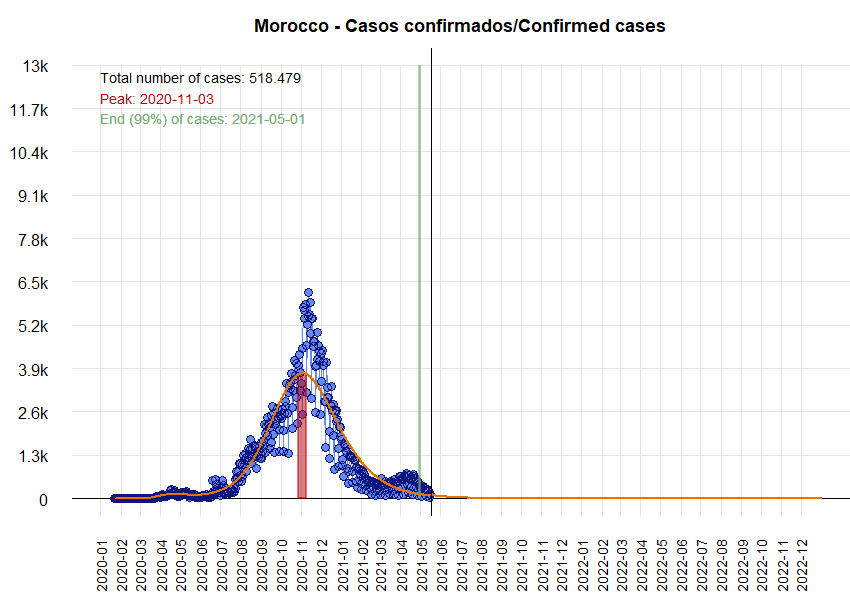 Morocco - Casos confirmados/Confirmed cases
Total number of cases: 518.479
Peak: 2020-11-03
End (99%) of cases: 2021-05-01
13k
11.7k
10.4k
9.1k
7.8k
6.5k
5.2k
3.9k
2.6k
1.3k
0
2020-01
2020-02
2020-03
2020-04
2020-05
2020-06
2020-07
2020-08
2020-09
2020-10
2020-11
2020-12
2021-01
2021-02
2021-03
2021-04
2021-05
2021-06
2021-07
2021-08
2021-09
2021-10
2021-11
2021-12
2022-01
2022-02
2022-03
2022-04
2022-05
2022-06
2022-07
2022-08
2022-09
2022-10
2022-11
2022-12